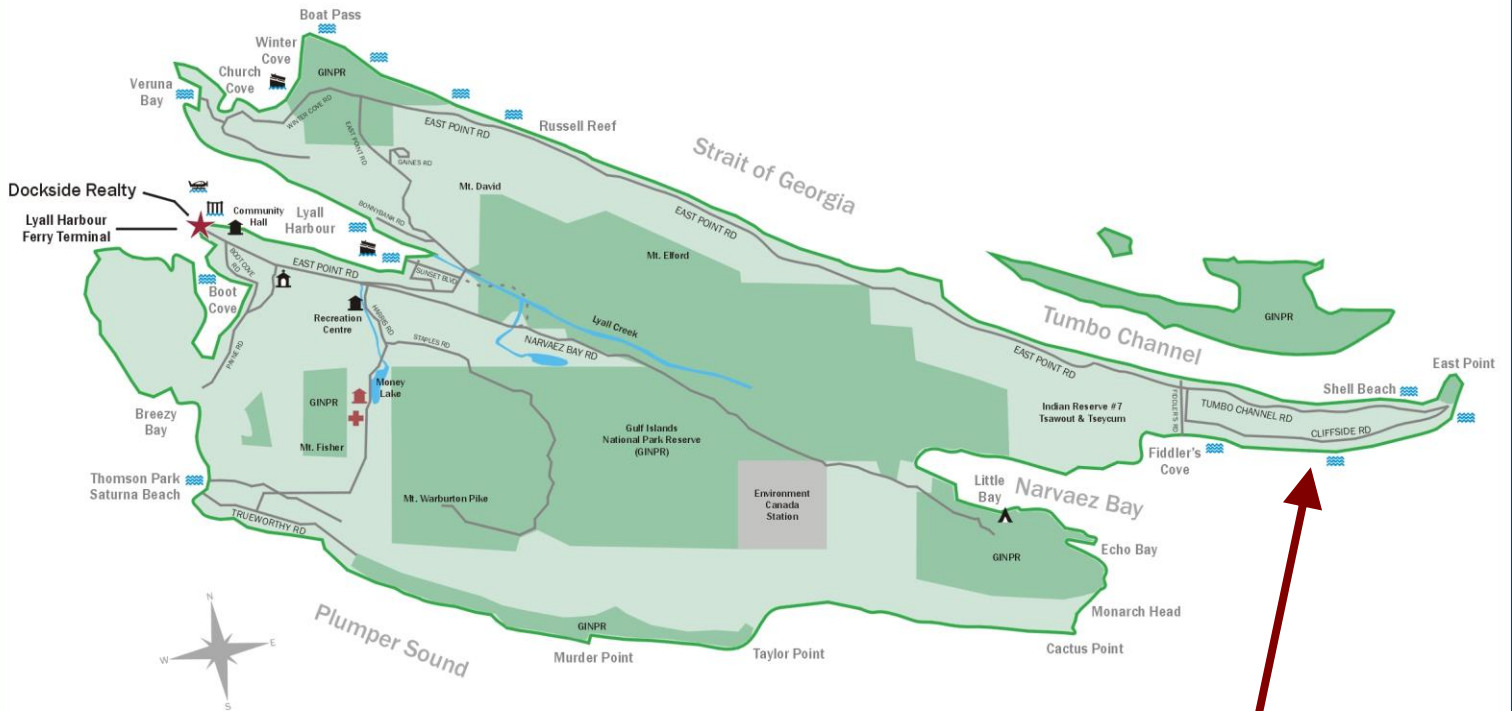 Boat Pass
Winter
Cove
Church
Cove
Veruna
Bay
GINPR
WINTER COVE RD
EAST POINT RD
EAST POINT RD
Russell Reef
GAINES RD
Strait of Georgia
Mt. David
Dockside Realty
Lyall Harbour
Ferry Terminal
Community
Hall
Lyall
Harbour
BONNYBANK RD
EAST POINT RD
Mt. Elford
BOOT COVE
RD
EAST POINT RD
SUNSET BLVD
Boot
Cove
Recreation
Centre
HARRIS RD
STAPLES RD
NARVAEZ BAY RD
Lyall Creek
Tumbo Channel
GINPR
EAST POINT RD
East Point
Shell Beach
PAYNE RD
Money
Lake
GINPR
Breezy
Bay
Mt. Fisher
Gulf Islands
National Park Reserve
(GINPR)
Indian Reserve #7
Tsawout & Tseycum
FIDDLER'S RD
TUMBO CHANNEL RD
CLIFFSIDE RD
Fiddler's
Cove
Thomson Park
Saturna Beach
Mt. Warburton Pike
Environment
Canada
Station
Little
Bay
Narvaez Bay
TRUEWORTHY RD
Echo Bay
GINPR
Monarch Head
Cactus Point
Plumper Sound
GINPR
Murder Point
Taylor Point
N
W
E
S